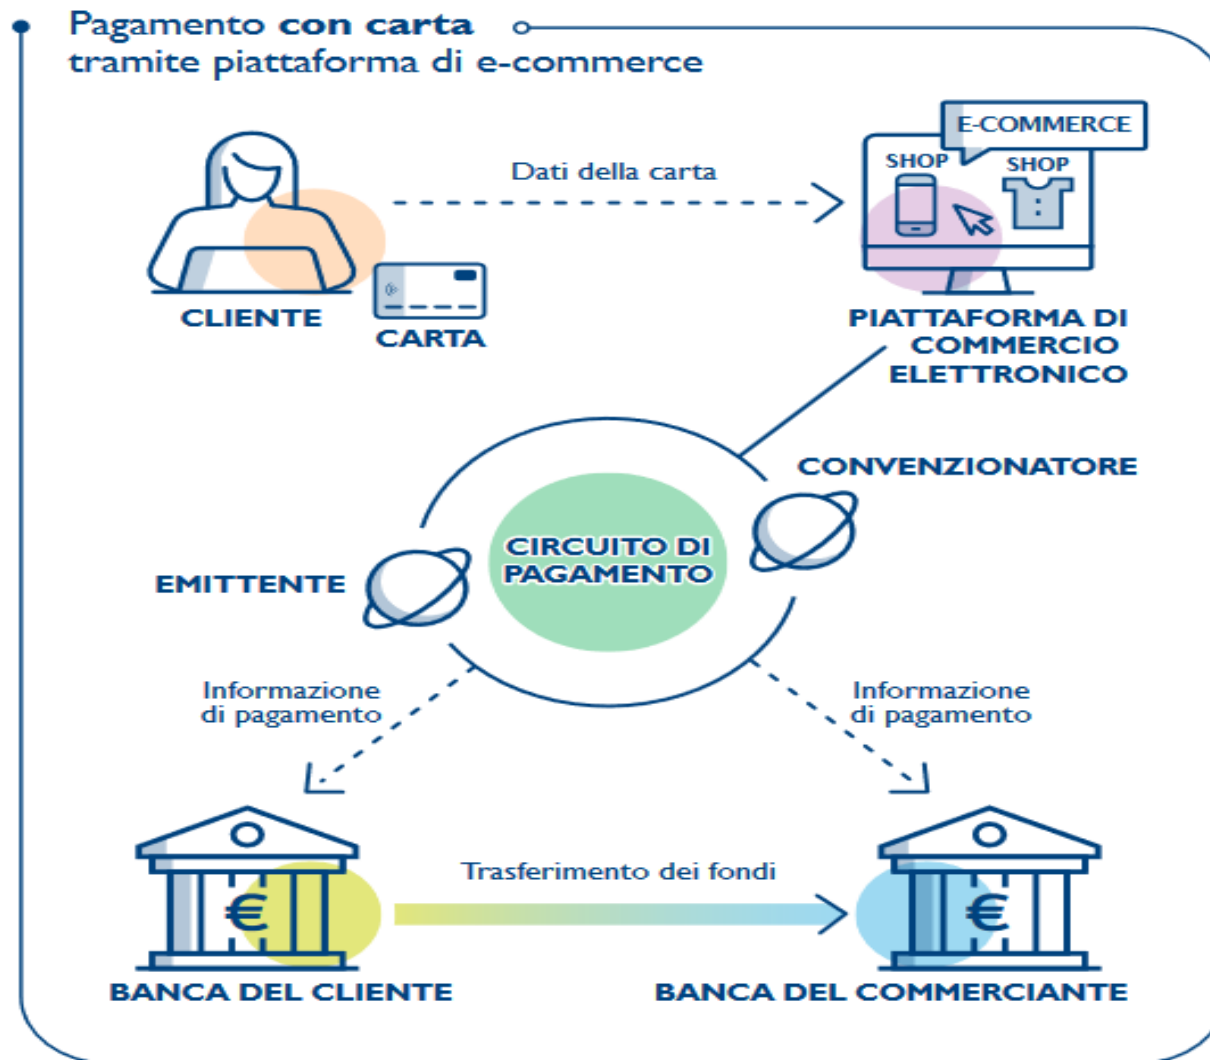 Pagamento con carta
tramite piattaforma di e-commerce
E-COMMERCE
SHOP
SHOP
Dati della carta
CLIENTE
CARTA
PIATTAFORMA DI
COMMERCIO
ELETTRONICO
CONVENZIONATORE
CIRCUITO DI
PAGAMENTO
EMITTENTE
Informazione
di pagamento
Informazione
di pagamento
Trasferimento dei fondi
€
€
BANCA DEL CLIENTE
BANCA DEL COMMERCIANTE